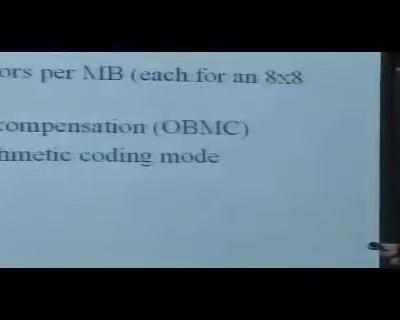 ors per MB (each for an 8x8
compensation (OBMC)
hmetic coding mode